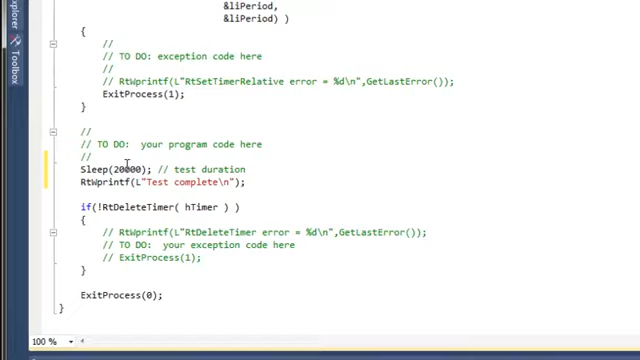 &liPeriod,
&liPeriod) )
{
//
// TO DO: exception code here
//
// RtWprintf(L"RtSetTimerRelative error = %d\n",GetLastError());
ExitProcess(1);
}
//
// TO DO: your program code here
//
Sleep(20000); // test duration
RtWprintf(L"Test complete\n");
if(!RtDeleteTimer( hTimer ) )
{
// RtWprintf(L"RtDeleteTimer error = %d\n",GetLastError());
// TO DO: your exception code here
// ExitProcess(1);
}
ExitProcess(0);
}
100 %
Toolbox